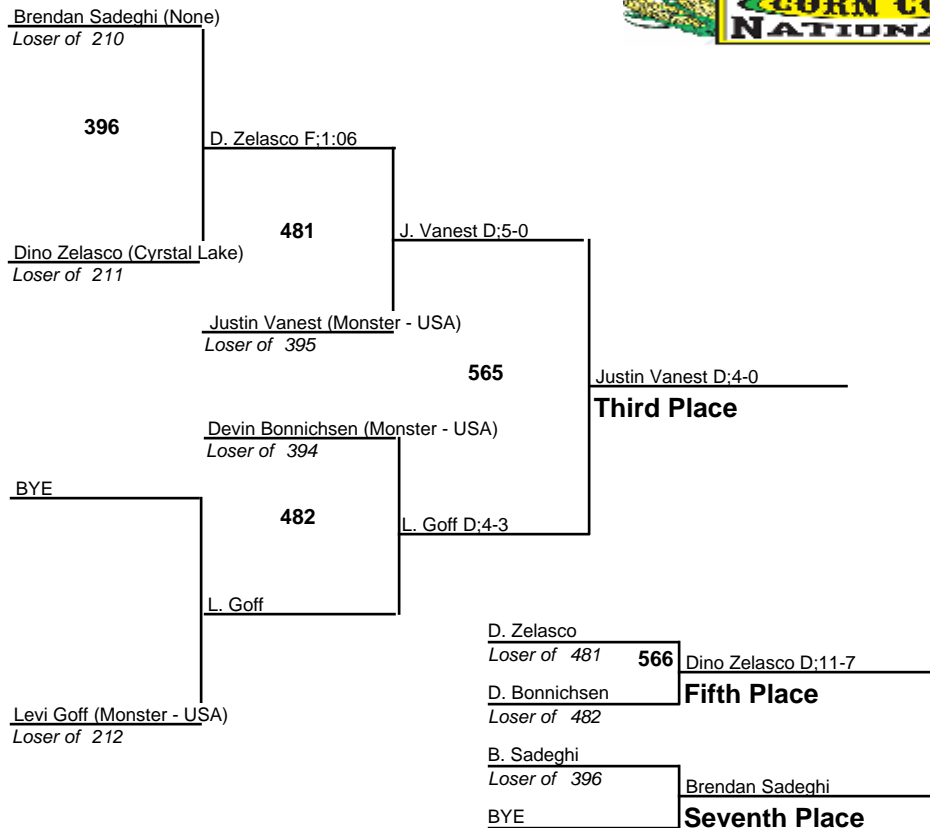 CORN CO
NATIONA
Brendan Sadeghi (None)
Loser of 210
396
D. Zelasco F;1:06
481
J. Vanest D;5-0
Dino Zelasco (Cyrstal Lake)
Loser of 211
Justin Vanest (Monster - USA)
Loser of 395
565
Justin Vanest D;4-0
Third Place
Devin Bonnichsen (Monster - USA)
Loser of 394
BYE
482
L. Goff D;4-3
L. Goff
Levi Goff (Monster - USA)
Loser of 212
D. Zelasco
Loser of 481
566
Dino Zelasco D;11-7
Fifth Place
D. Bonnichsen
Loser of 482
B. Sadeghi
Loser of 396
Brendan Sadeghi
Seventh Place
BYE